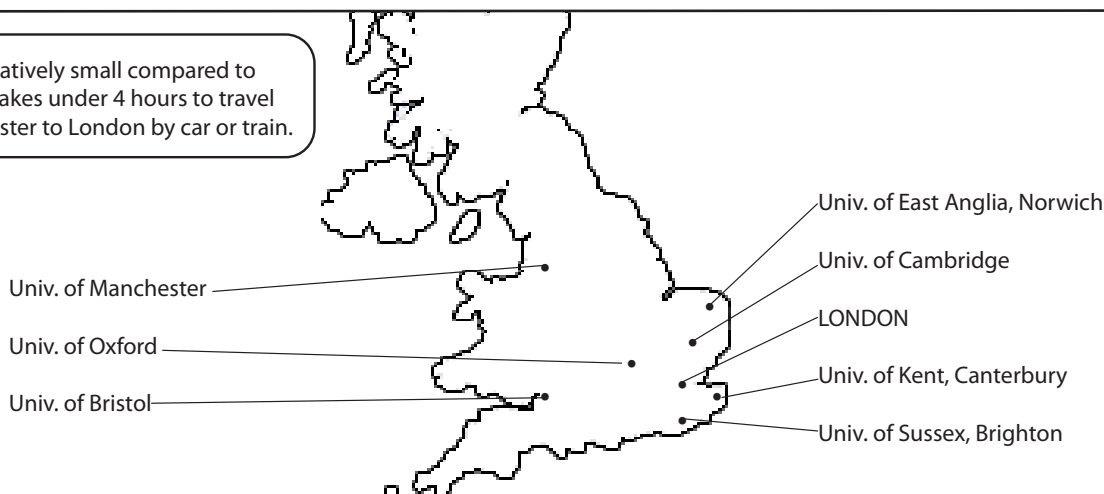 atively small compared to
akes under 4 hours to travel
ster to London by car or train.
Univ. of East Anglia, Norwich
Univ. of Cambridge
Univ. of Manchester
LONDON
Univ. of Oxford
Univ. of Kent, Canterbury
Univ. of Bristol
Univ. of Sussex, Brighton